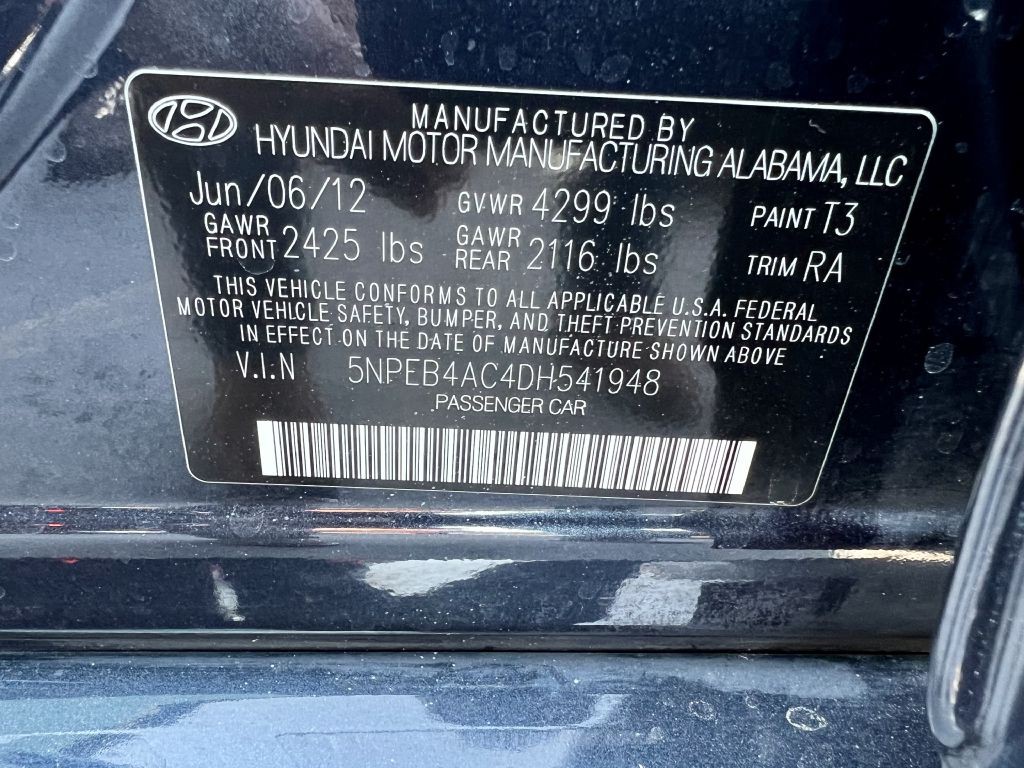 MANUFACTURED BY
HYUNDAI MOTOR MANUFACTURING ALABAMA, LLC
Jun/06/12 GVWR 4299 lbs PAINT T3
GAWR FRONT 2425 lbs GAWR REAR 2116 lbs TRIM RA
THIS VEHICLE CONFORMS TO ALL APPLICABLE U.S.A. FEDERAL
MOTOR VEHICLE SAFETY, BUMPER, AND THEFT PREVENTION STANDARDS
IN EFFECT ON THE DATE OF MANUFACTURE SHOWN ABOVE
V.I.N 5NPEB4AC4DH541948
PASSENGER CAR